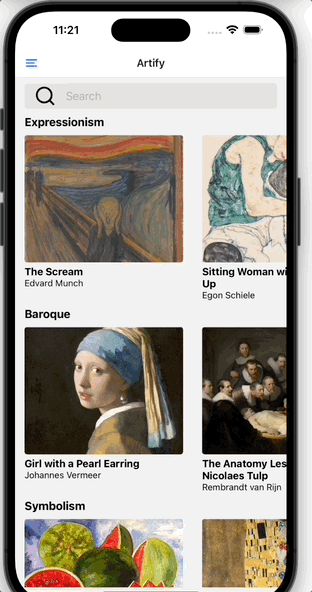 11:21
Artify
Search
Expressionism
The Scream
Edvard Munch
Sitting Woman wi
Up
Egon Schiele
Baroque
Girl with a Pearl Earring
Johannes Vermeer
The Anatomy Les
Nicolaes Tulp
Rembrandt van Rijn
Symbolism